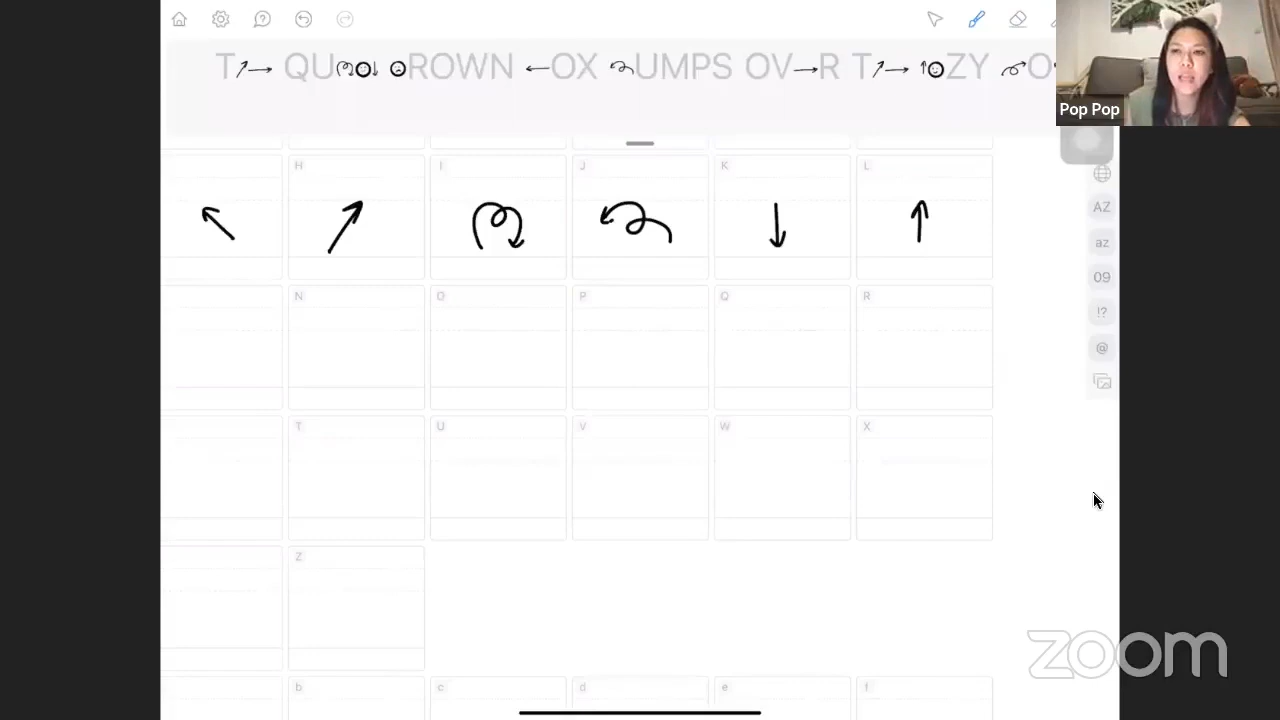 T↗→ QU ROWN ←OX UMPS OV→R T↗→ ↑ ZY O
Pop Pop
H I J K L
AZ
az
N O P Q R
09
!?
@
T U V W X
Z
zoom
b c d e f